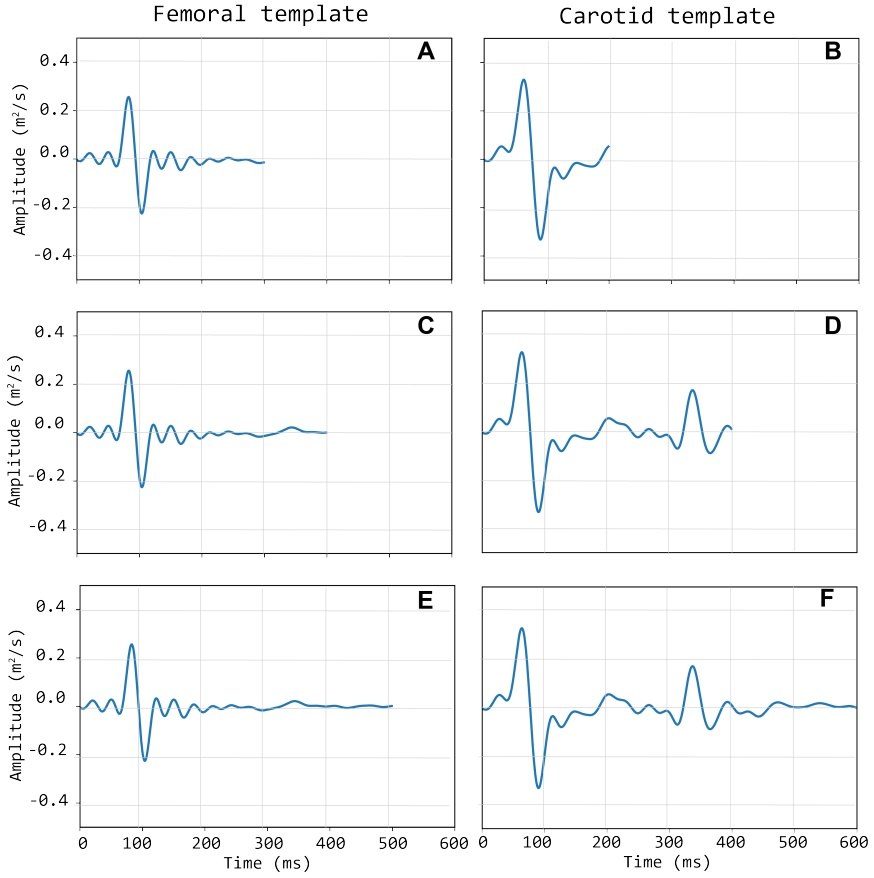 Femoral template
Carotid template
A
B
0.4
0.2
0.0
-0.2
-0.4
Amplitude (m²/s)
C
D
0.4
0.2
0.0
-0.2
-0.4
Amplitude (m²/s)
E
F
0.4
0.2
0.0
-0.2
-0.4
Amplitude (m²/s)
0 100 200 300 400 500 600
Time (ms)
0 100 200 300 400 500 600
Time (ms)